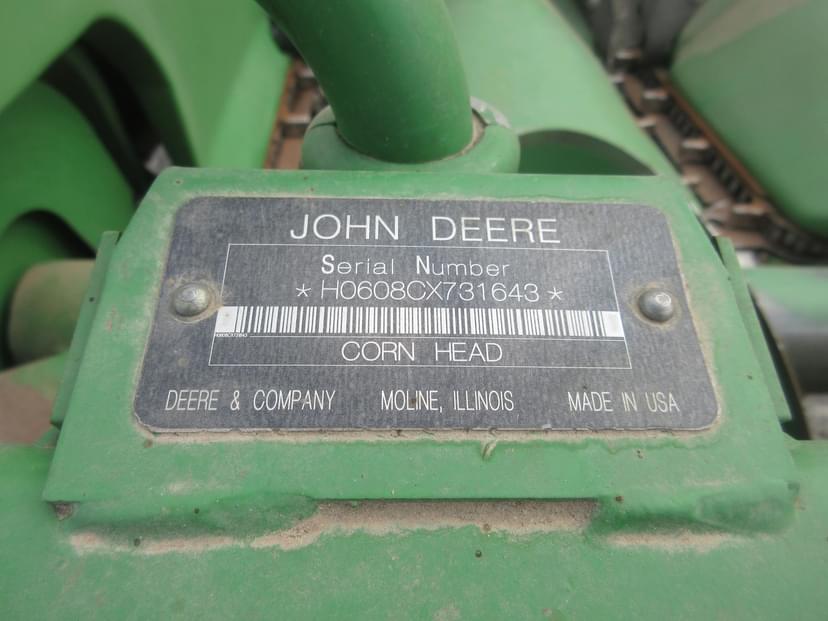 JOHN DEERE
Serial Number
* H0608CX731643 *
CORN HEAD
DEERE & COMPANY MOLINE, ILLINOIS MADE IN USA